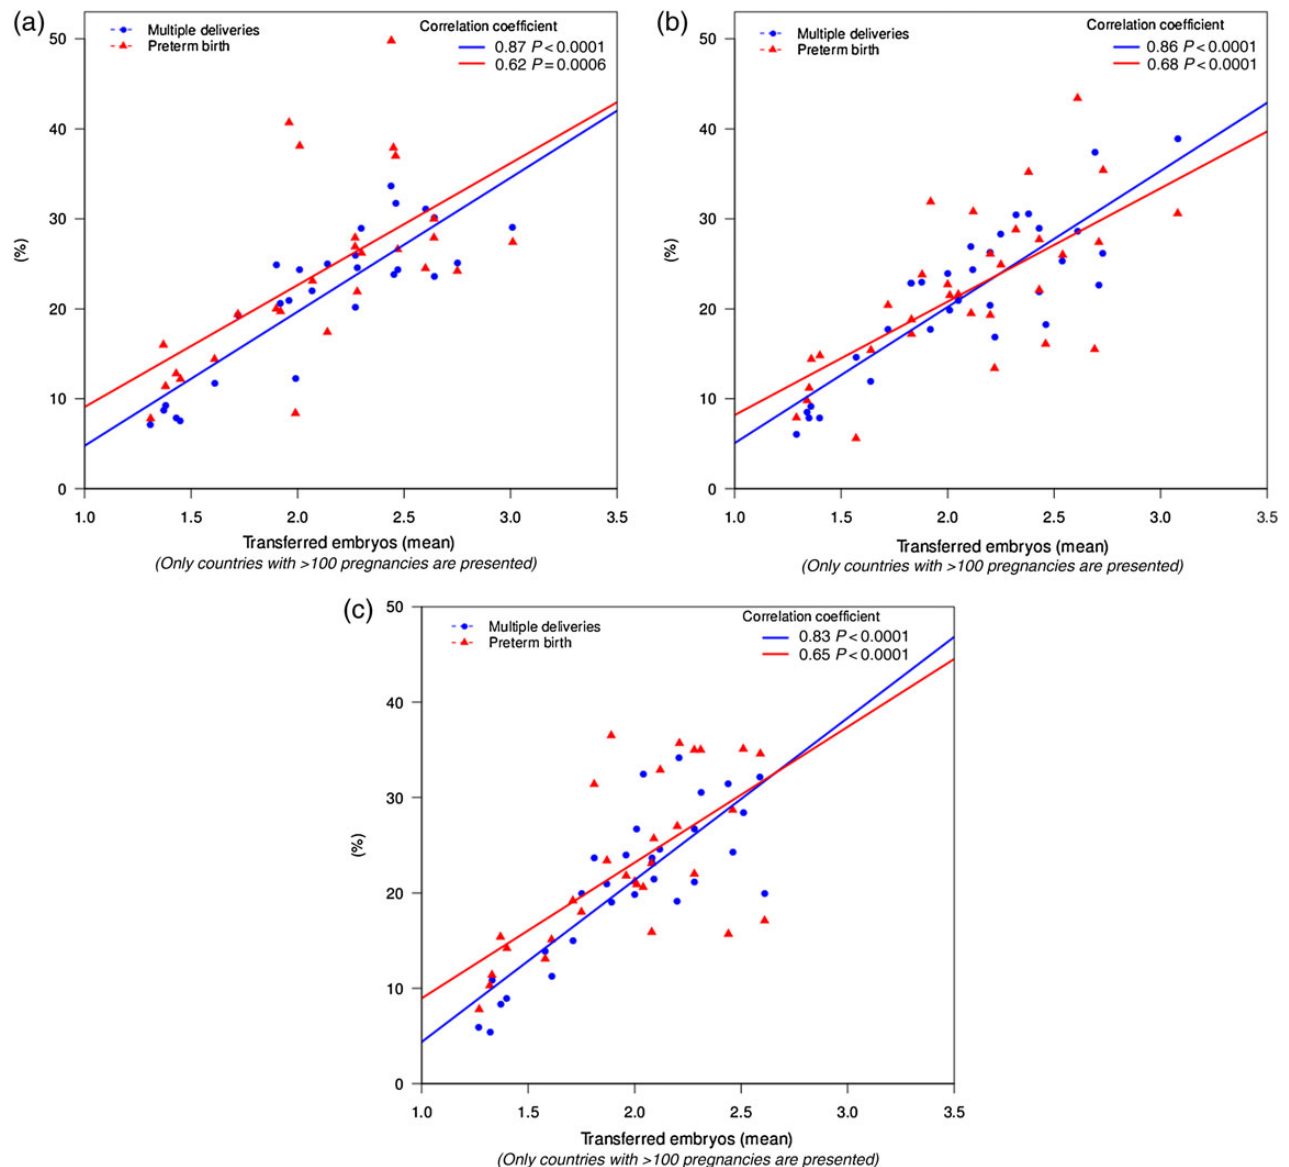 (a)
Multiple deliveries
Preterm birth
Correlation coefficient
0.87 P < 0.0001
0.62 P = 0.0006
50
40
30
20
10
0
(%)
1.0 1.5 2.0 2.5 3.0 3.5
Transferred embryos (mean)
(Only countries with >100 pregnancies are presented)
(b)
Multiple deliveries
Preterm birth
Correlation coefficient
0.86 P < 0.0001
0.68 P < 0.0001
50
40
30
20
10
0
(%)
1.0 1.5 2.0 2.5 3.0 3.5
Transferred embryos (mean)
(Only countries with >100 pregnancies are presented)
(c)
Multiple deliveries
Preterm birth
Correlation coefficient
0.83 P < 0.0001
0.65 P < 0.0001
50
40
30
20
10
0
(%)
1.0 1.5 2.0 2.5 3.0 3.5
Transferred embryos (mean)
(Only countries with >100 pregnancies are presented)